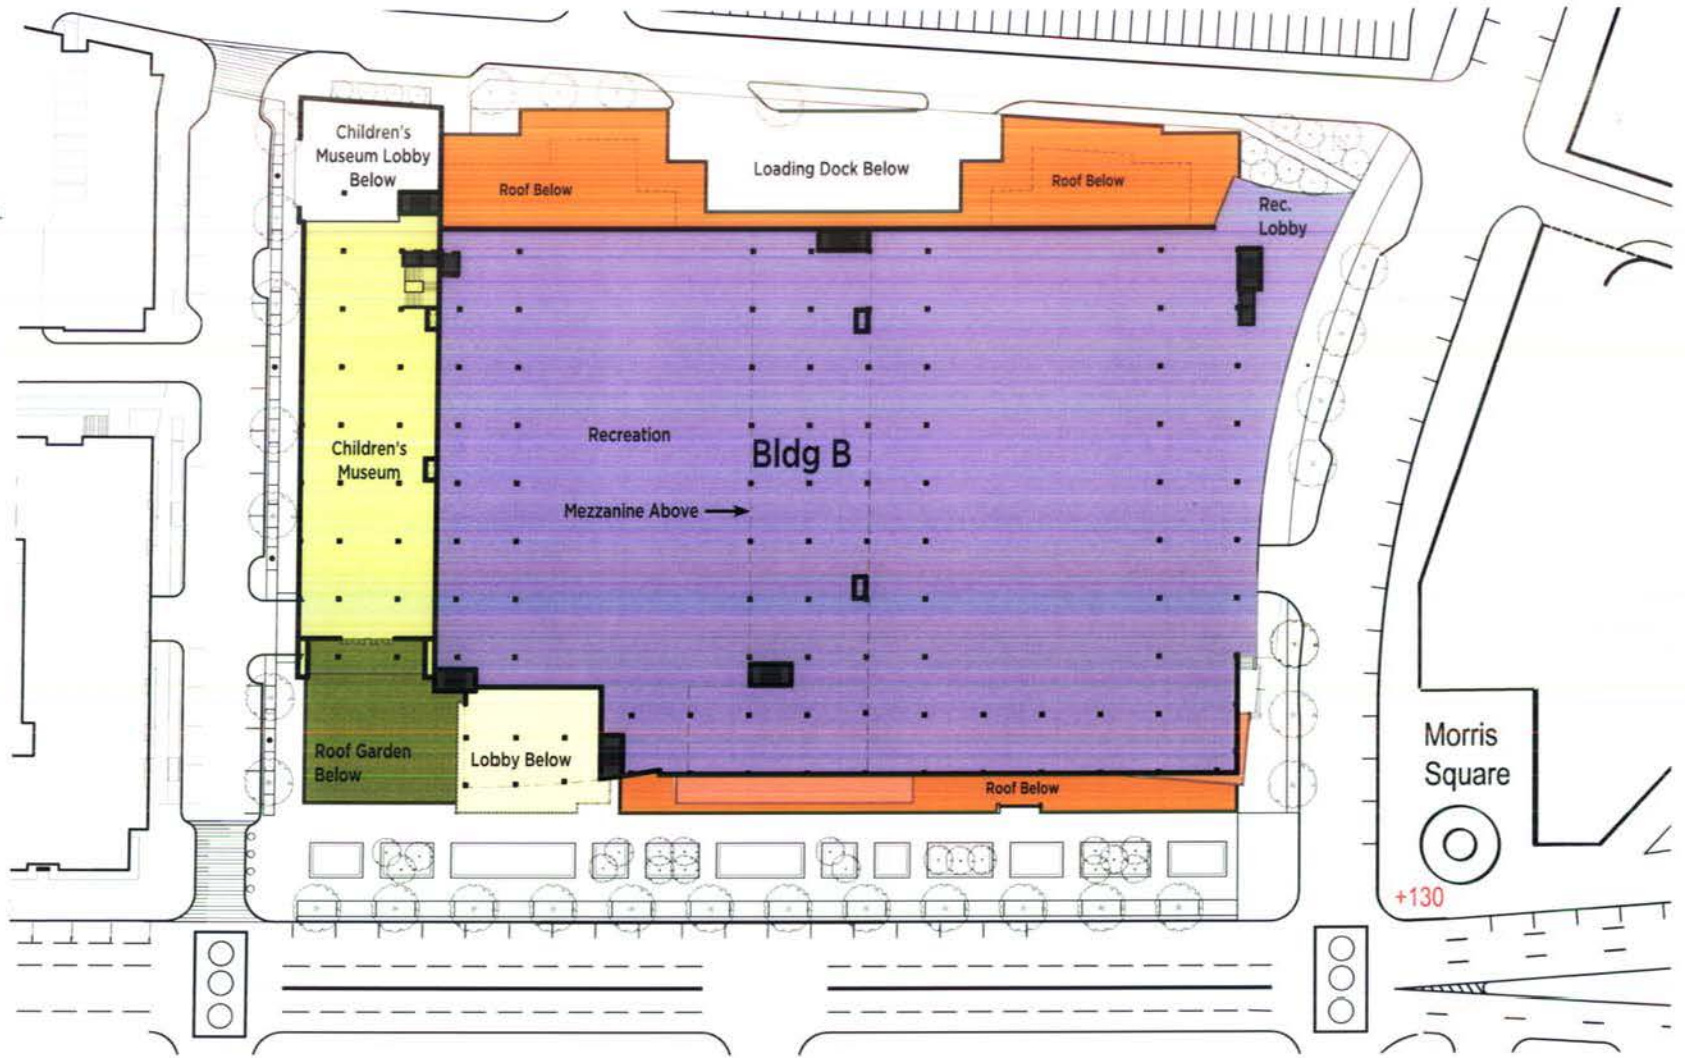 Children's
Museum Lobby
Below
Loading Dock Below
Roof Below
Roof Below
Rec.
Lobby
Recreation
Bldg B
Children's
Museum
Mezzanine Above
Roof Garden
Below
Lobby Below
Roof Below
Morris
Square
+130